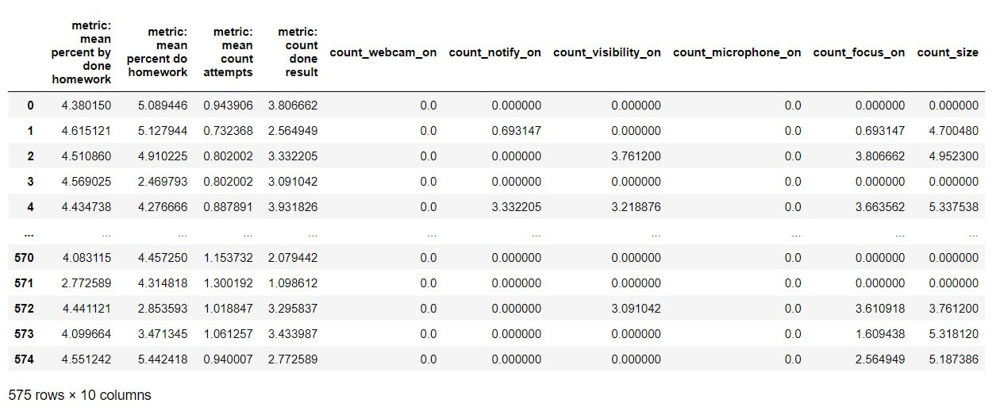 metric: mean percent by done homework metric: mean percent do homework metric: mean count attempts metric: count done result count_webcam_on count_notify_on count_visibility_on count_microphone_on count_focus_on count_size
0 4.380150 5.089446 0.943906 3.806662 0.0 0.000000 0.000000 0.0 0.000000 0.000000
1 4.615121 5.127944 0.732368 2.564949 0.0 0.693147 0.000000 0.0 0.693147 4.700480
2 4.510860 4.910225 0.802002 3.332205 0.0 0.000000 3.761200 0.0 3.806662 4.952300
3 4.569025 2.469793 0.802002 3.091042 0.0 0.000000 0.000000 0.0 0.000000 0.000000
4 4.434738 4.276666 0.887891 3.931826 0.0 3.332205 3.218876 0.0 3.663562 5.337538
... ... ... ... ... ... ... ... ... ... ...
570 4.083115 4.457250 1.153732 2.079442 0.0 0.000000 0.000000 0.0 0.000000 0.000000
571 2.772589 4.314818 1.300192 1.098612 0.0 0.000000 0.000000 0.0 0.000000 0.000000
572 4.441121 2.853593 1.018847 3.295837 0.0 0.000000 3.091042 0.0 3.610918 3.761200
573 4.099664 3.471345 1.061257 3.433987 0.0 0.000000 0.000000 0.0 1.609438 5.318120
574 4.551242 5.442418 0.940007 2.772589 0.0 0.000000 0.000000 0.0 2.564949 5.187386
575 rows × 10 columns